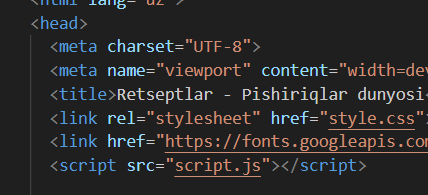 <html lang="uz">
<head>
<meta charset="UTF-8">
<meta name="viewport" content="width=dev
<title>Retseptlar - Pishiriqlar dunyosi<
<link rel="stylesheet" href="style.css">
<link href="https://fonts.googleapis.com
<script src="script.js"></script>